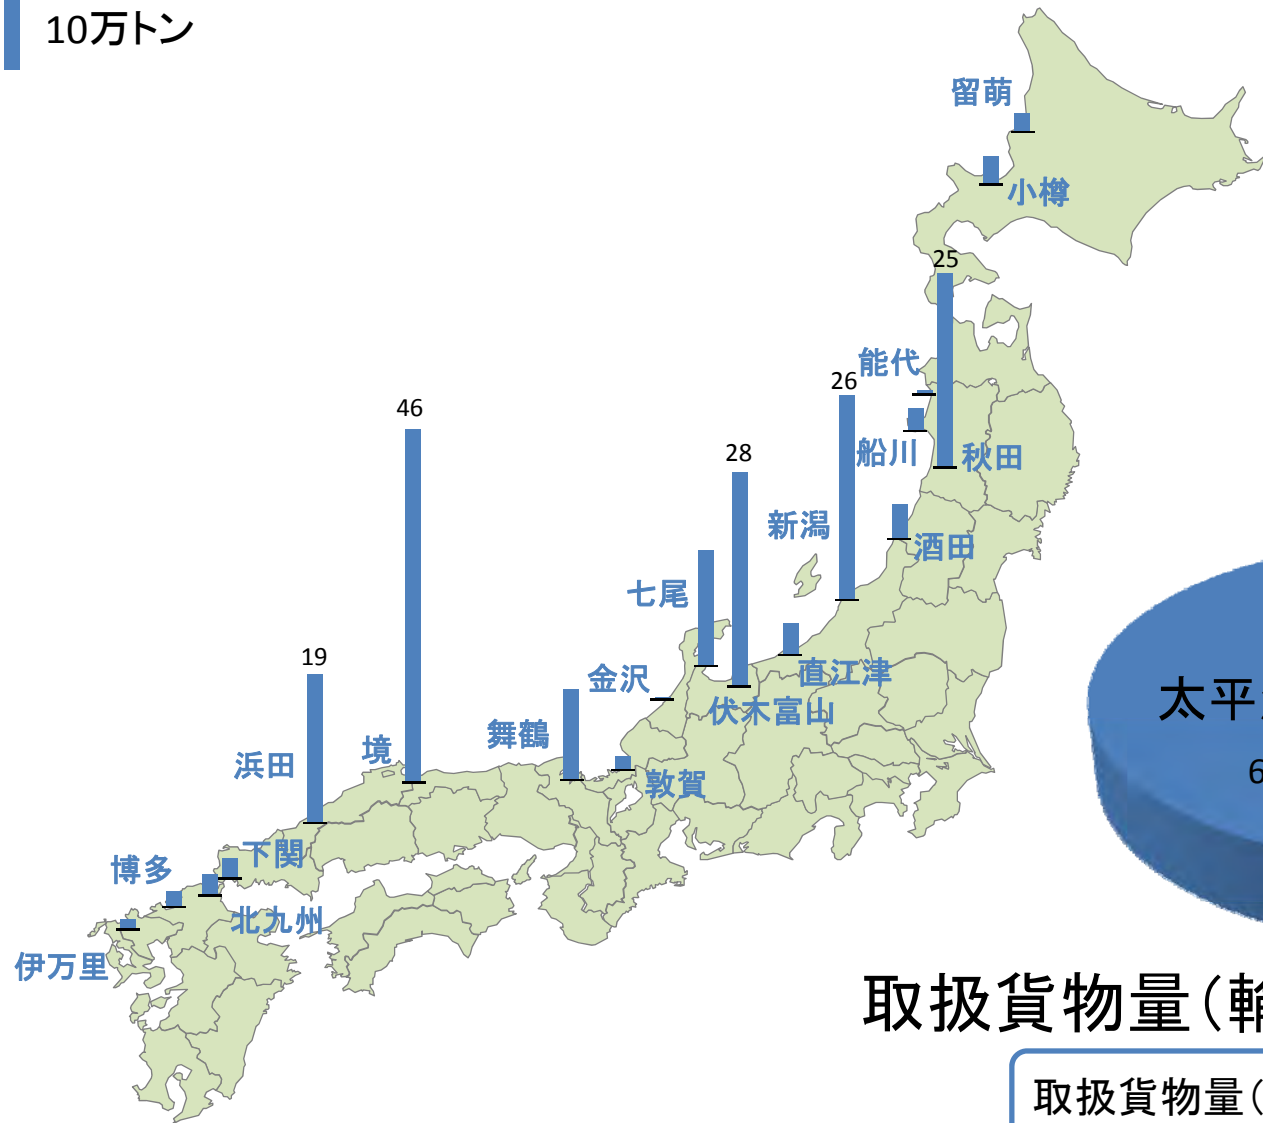 10万トン
留萌
小樽
25
能代
26
46
船川
秋田
28
新潟
酒田
七尾
19
直江津
金沢
伏木富山
舞鶴
境
浜田
敦賀
太平
6
下関
博多
北九州
伊万里
取扱貨物量(輸
取扱貨物量(